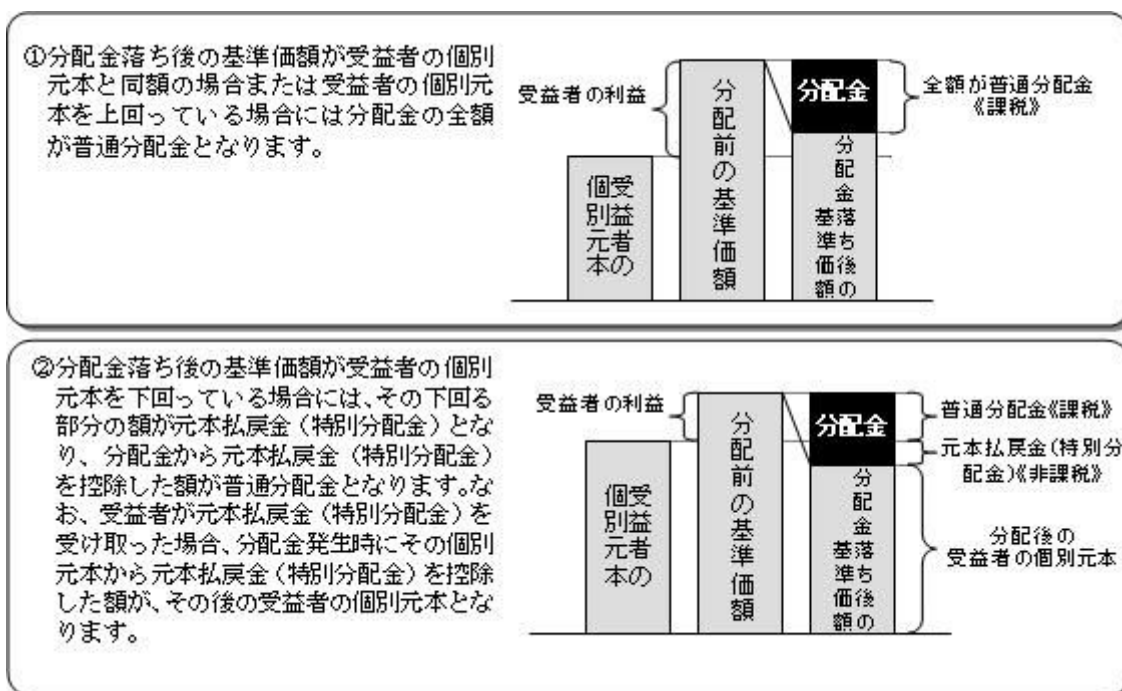 ①分配金落ち後の基準価額が受益者の個別
元本と同額の場合または受益者の個別元
本を上回っている場合には分配金の全額
が普通分配金となります。
受益者の利益
受益者の
個別元本
分配前の基準価額
分配金
分配金落ち後の
基準価額
全額が普通分配金
《課税》
②分配金落ち後の基準価額が受益者の個別
元本を下回っている場合には、その下回る
部分の額が元本払戻金（特別分配金）とな
り、分配金から元本払戻金（特別分配金）
を控除した額が普通分配金となります。な
お、受益者が元本払戻金（特別分配金）を
受け取った場合、分配金発生時にその個別
元本から元本払戻金（特別分配金）を控除
した額が、その後の受益者の個別元本とな
ります。
受益者の利益
受益者の
個別元本
分配前の基準価額
分配金
分配金落ち後の
基準価額
普通分配金《課税》
元本払戻金（特別分
配金）《非課税》
分配後の
受益者の個別元本